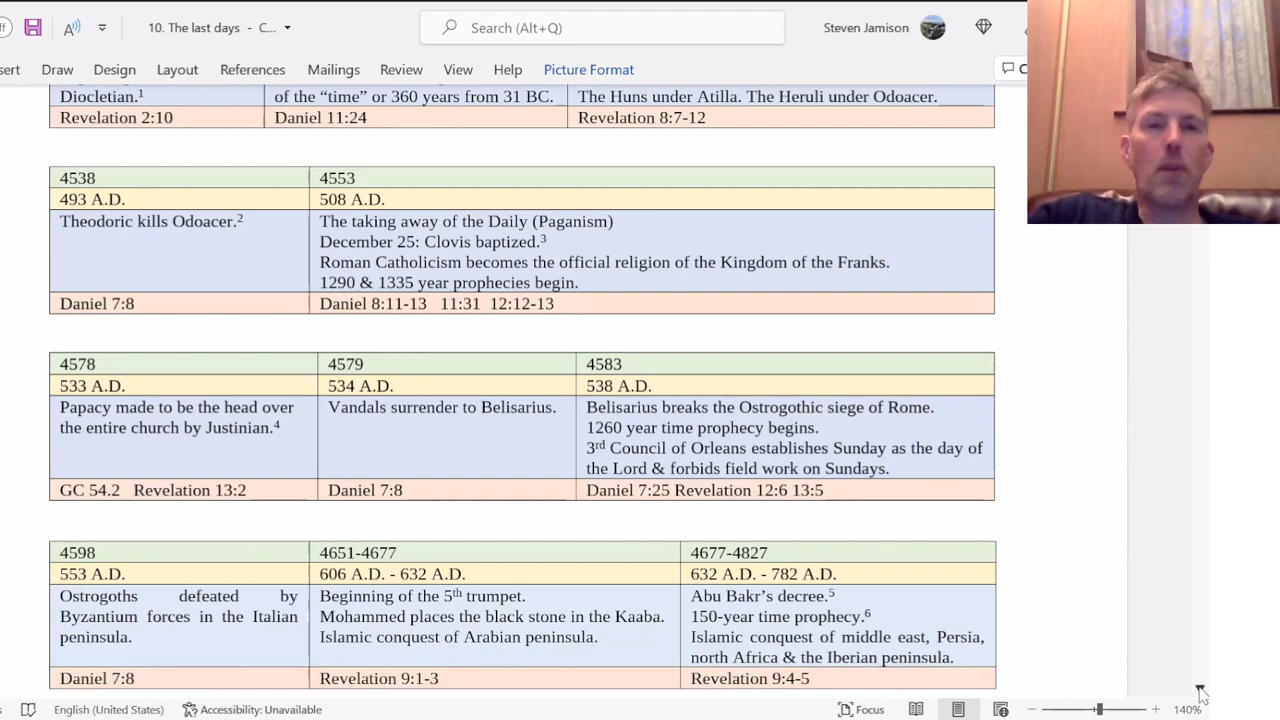 ff
10. The last days - C...
Search (Alt+Q)
Steven Jamison
sert Draw Design Layout References Mailings Review View Help Picture Format
C
Diocletian.1 of the “time” or 360 years from 31 BC. The Huns under Atilla. The Heruli under Odoacer.
Revelation 2:10 Daniel 11:24 Revelation 8:7-12
4538 4553
493 A.D. 508 A.D.
Theodoric kills Odoacer.2 The taking away of the Daily (Paganism)
December 25: Clovis baptized.3
Roman Catholicism becomes the official religion of the Kingdom of the Franks.
1290 & 1335 year prophecies begin.
Daniel 7:8 Daniel 8:11-13 11:31 12:12-13
4578 4579 4583
533 A.D. 534 A.D. 538 A.D.
Papacy made to be the head over Vandals surrender to Belisarius. Belisarius breaks the Ostrogothic siege of Rome.
the entire church by Justinian.4 1260 year time prophecy begins.
3rd Council of Orleans establishes Sunday as the day of
the Lord & forbids field work on Sundays.
GC 54.2 Revelation 13:2 Daniel 7:8 Daniel 7:25 Revelation 12:6 13:5
4598 4651-4677 4677-4827
553 A.D. 606 A.D. - 632 A.D. 632 A.D. - 782 A.D.
Ostrogoths defeated by Beginning of the 5th trumpet. Abu Bakr’s decree.5
Byzantium forces in the Italian Mohammed places the black stone in the Kaaba. 150-year time prophecy.6
peninsula. Islamic conquest of Arabian peninsula. Islamic conquest of middle east, Persia,
north Africa & the Iberian peninsula.
Daniel 7:8 Revelation 9:1-3 Revelation 9:4-5
s English (United States) Accessibility: Unavailable Focus 140%